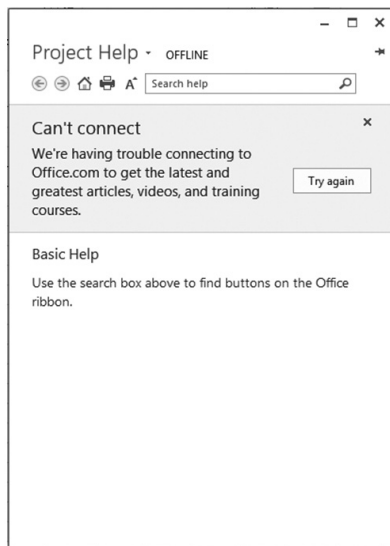 Project Help OFFLINE
A Search help
Can't connect
We're having trouble connecting to
Office.com to get the latest and
greatest articles, videos, and training
courses.
Try again
Basic Help
Use the search box above to find buttons on the Office
ribbon.